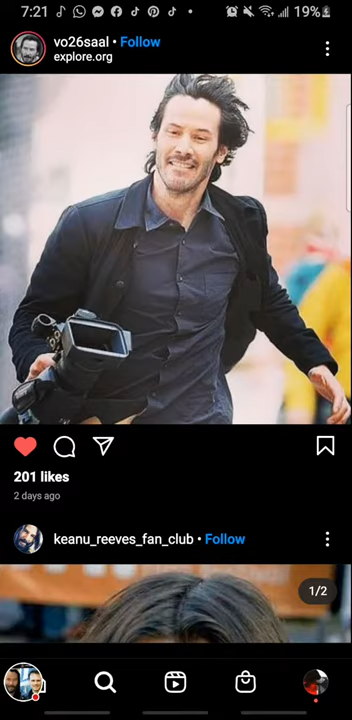 7:21
19%
vo26saal • Follow
explore.org
201 likes
2 days ago
keanu_reeves_fan_club • Follow
1/2